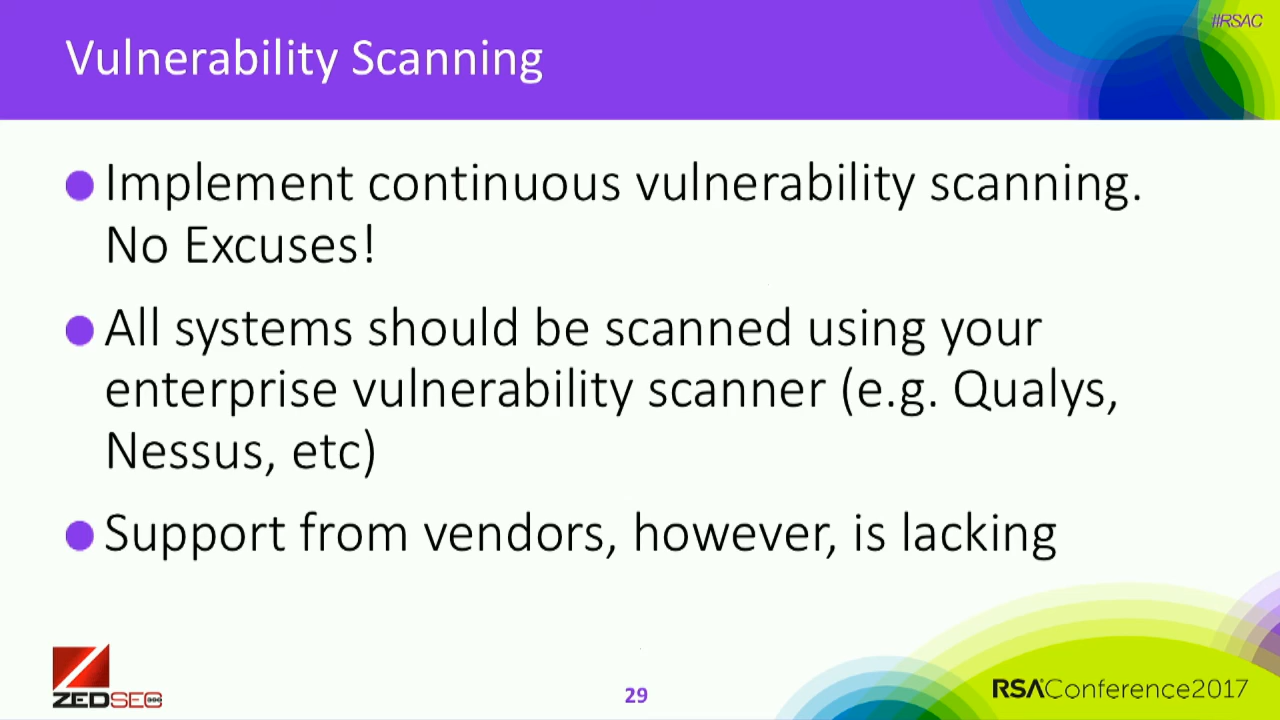 #RSAC
Vulnerability Scanning
Implement continuous vulnerability scanning.
No Excuses!
All systems should be scanned using your
enterprise vulnerability scanner (e.g. Qualys,
Nessus, etc)
Support from vendors, however, is lacking
ZEDSEC 390
29
RSAConference2017